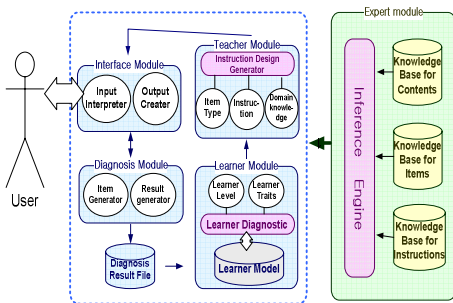 Expert module
Interface Module
Input
Interpreter
Output
Creater
Teacher Module
Instruction Design
Generator
Item
Type
Instruc-
tion
Domain
knowle-
dge
Inference Engine
Knowledge
Base for
Contents
Knowledge
Base for
Items
Knowledge
Base for
Instructions
User
Diagnosis Module
Item
Generator
Result
generator
Learner Module
Learner
Level
Learner
Traits
Learner Diagnostic
Learner Model
Diagnosis
Result File